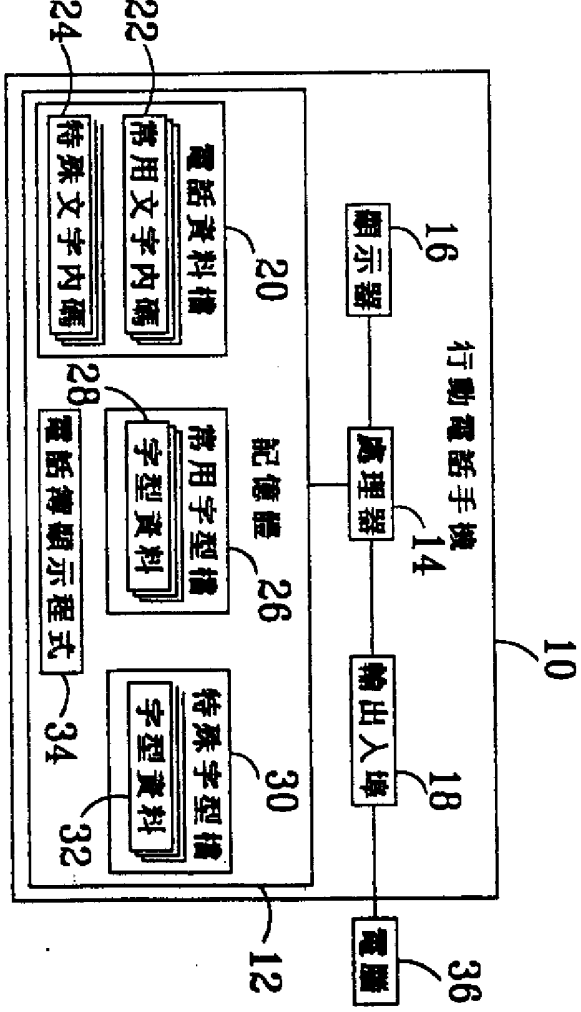 10
行動電話手機
16
顯示器
14
處理器
18
輸出入埠
36
電腦
12
記憶體
20
電話資料檔
22
常用文字內碼
24
特殊文字內碼
26
常用字型檔
28
字型資料
30
特殊字型檔
32
字型資料
電話簿顯示程式
34